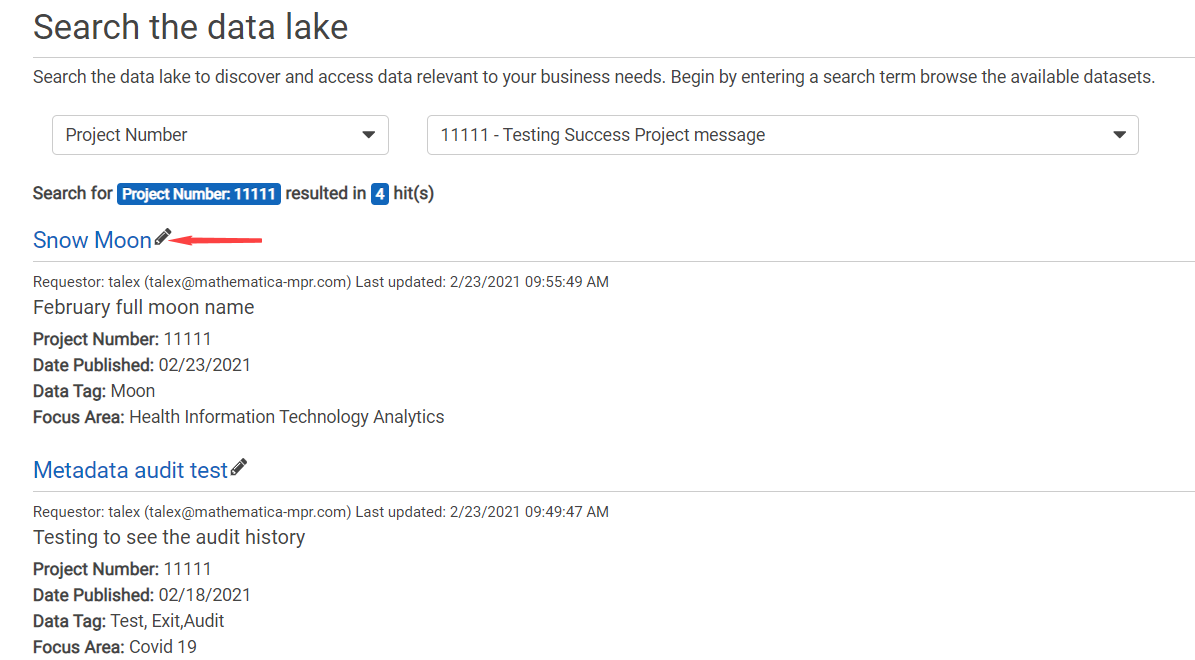 Search the data lake
Search the data lake to discover and access data relevant to your business needs. Begin by entering a search term browse the available datasets.
Project Number 11111 - Testing Success Project message
Search for Project Number: 11111 resulted in 4 hit(s)
Snow Moon
Requestor: talex (talex@mathematica-mpr.com) Last updated: 2/23/2021 09:55:49 AM
February full moon name
Project Number: 11111
Date Published: 02/23/2021
Data Tag: Moon
Focus Area: Health Information Technology Analytics
Metadata audit test
Requestor: talex (talex@mathematica-mpr.com) Last updated: 2/23/2021 09:49:47 AM
Testing to see the audit history
Project Number: 11111
Date Published: 02/18/2021
Data Tag: Test, Exit,Audit
Focus Area: Covid 19